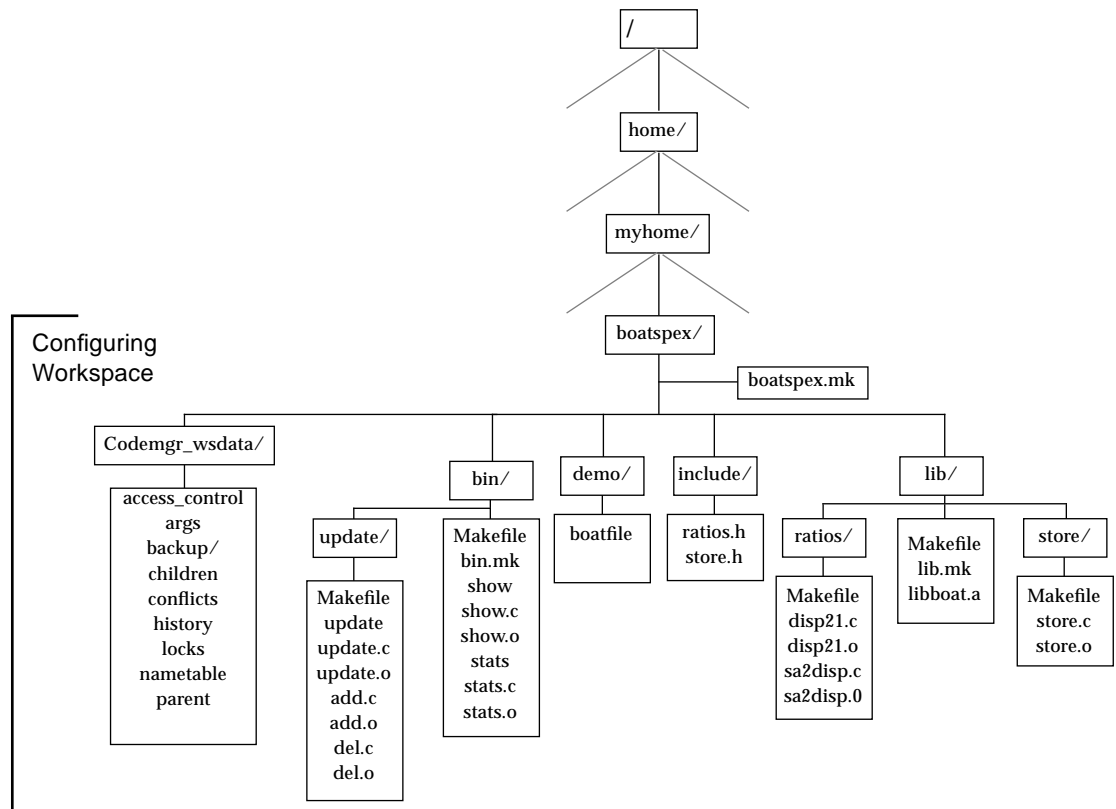 /
home/
myhome/
boatspex/
Configuring
Workspace
boatspex.mk
Codemgr_wsdata/
access_control
args
backup/
children
conflicts
history
locks
nametable
parent
bin/
update/
Makefile
update
update.c
update.o
add.c
add.o
del.c
del.o
Makefile
bin.mk
show
show.c
show.o
stats
stats.c
stats.o
demo/
boatfile
include/
ratios.h
store.h
lib/
ratios/
Makefile
disp21.c
disp21.o
sa2disp.c
sa2disp.0
Makefile
lib.mk
libboat.a
store/
Makefile
store.c
store.o